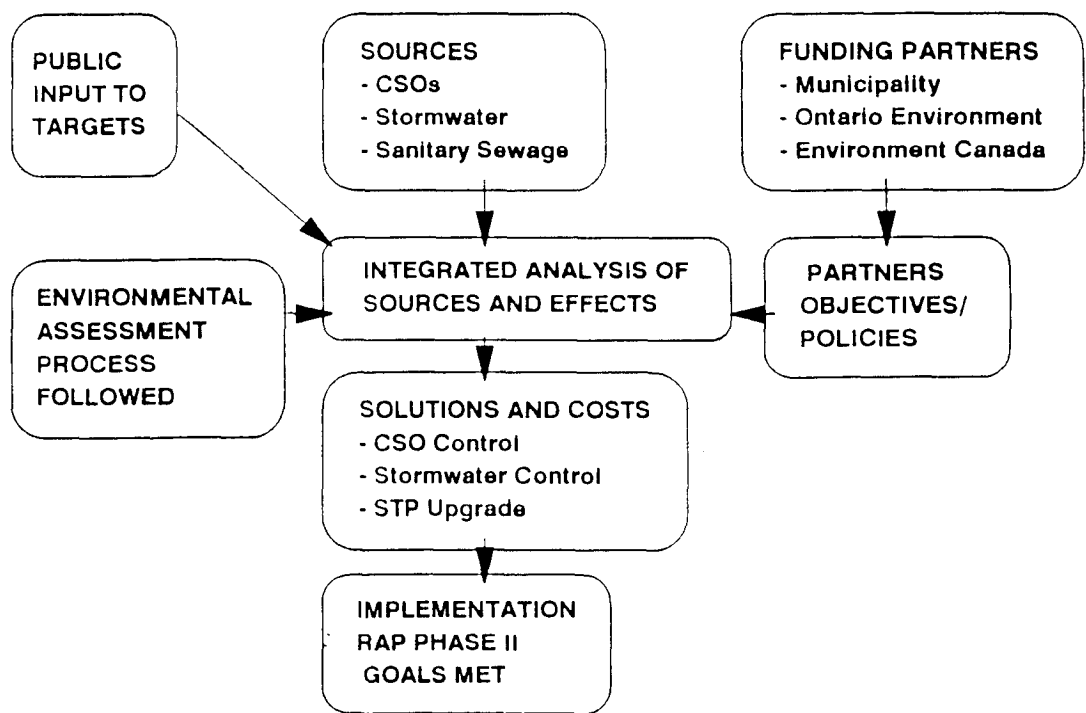 PUBLIC
INPUT TO
TARGETS
SOURCES
- CSOs
- Stormwater
- Sanitary Sewage
FUNDING PARTNERS
- Municipality
- Ontario Environment
- Environment Canada
ENVIRONMENTAL
ASSESSMENT
PROCESS
FOLLOWED
INTEGRATED ANALYSIS OF
SOURCES AND EFFECTS
PARTNERS
OBJECTIVES/
POLICIES
SOLUTIONS AND COSTS
- CSO Control
- Stormwater Control
- STP Upgrade
IMPLEMENTATION
RAP PHASE II
GOALS MET